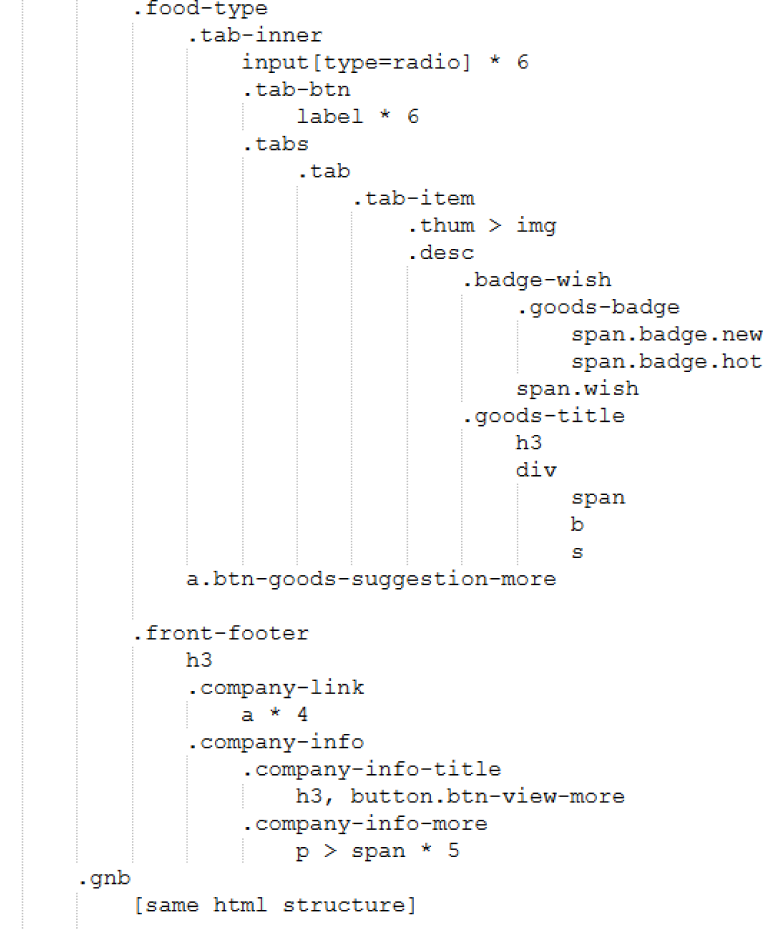 .food-type
.tab-inner
input[type=radio] * 6
.tab-btn
label * 6
.tabs
.tab
.tab-item
.thum > img
.desc
.badge-wish
.goods-badge
span.badge.new
span.badge.hot
span.wish
.goods-title
h3
div
span
b
s
a.btn-goods-suggestion-more
.front-footer
h3
.company-link
a * 4
.company-info
.company-info-title
h3, button.btn-view-more
.company-info-more
p > span * 5
.gnb
[same html structure]